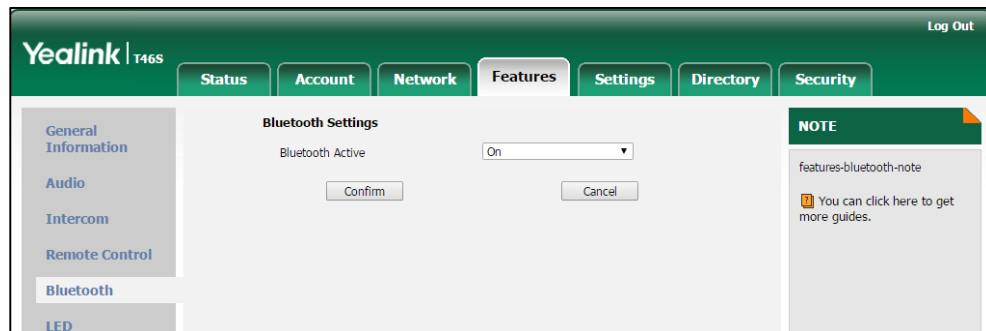 Log Out
Yealink | T46S
Status Account Network Features Settings Directory Security
General
Information
Audio
Intercom
Remote Control
Bluetooth
LED
Bluetooth Settings
Bluetooth Active On
Confirm Cancel
NOTE
features-bluetooth-note
? You can click here to get
more guides.